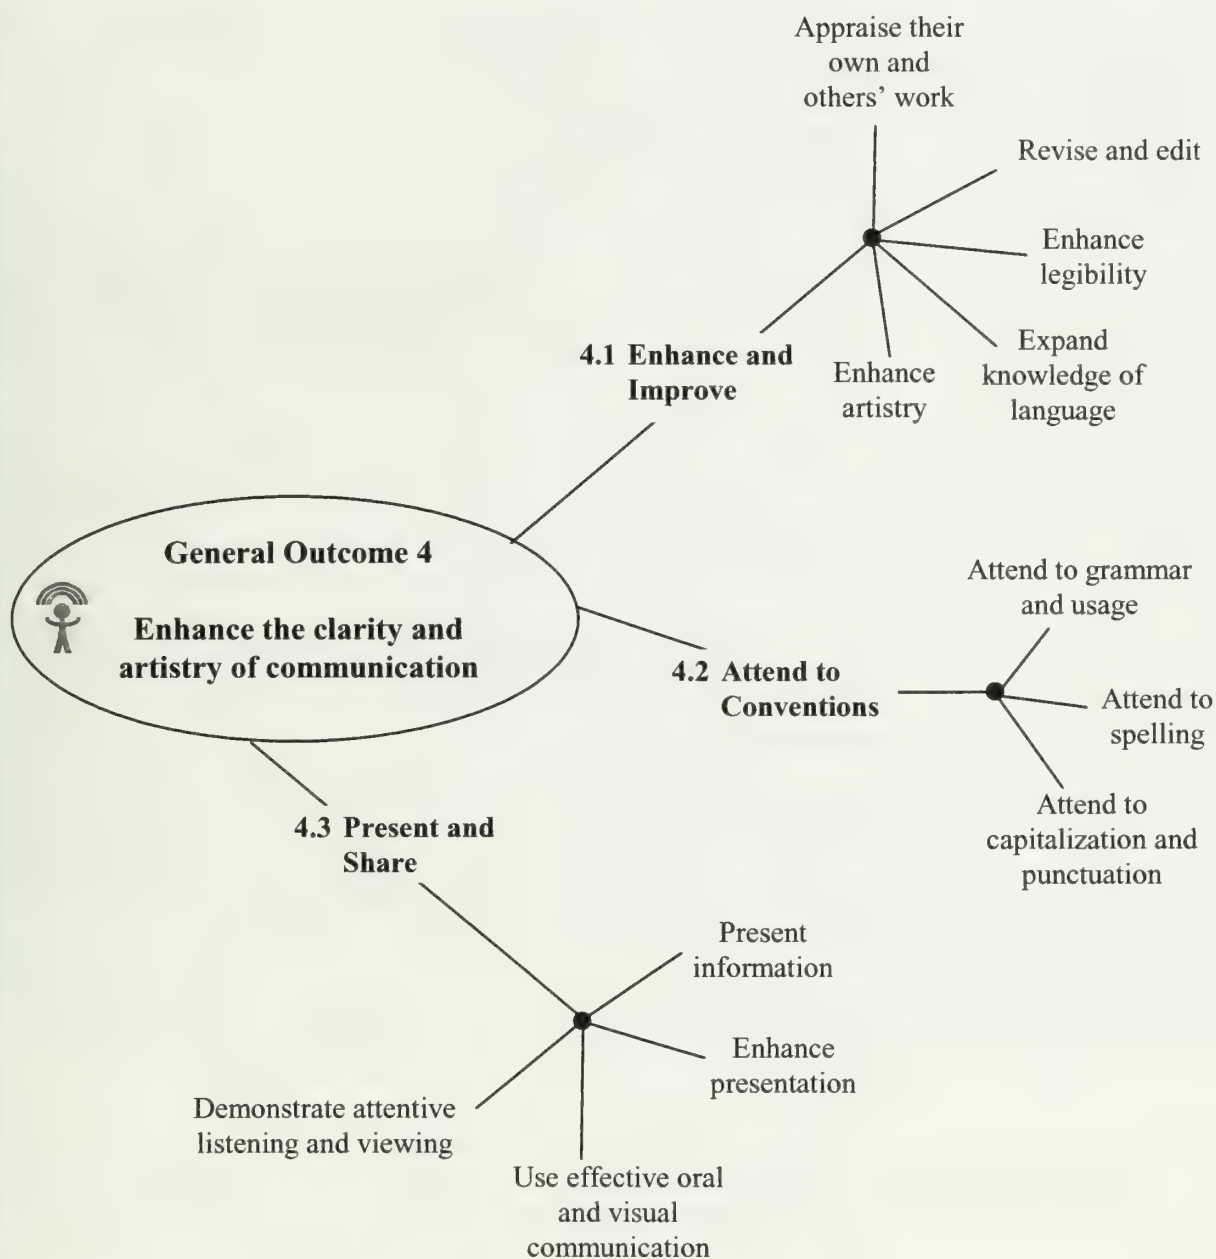 Appraise their
own and
others' work
Revise and edit
Enhance
legibility
Expand
knowledge of
language
Enhance
artistry
4.1 Enhance and
Improve
General Outcome 4
Enhance the clarity and
artistry of communication
4.2 Attend to
Conventions
Attend to grammar
and usage
Attend to
spelling
Attend to
capitalization and
punctuation
4.3 Present and
Share
Present
information
Enhance
presentation
Use effective oral
and visual
communication
Demonstrate attentive
listening and viewing